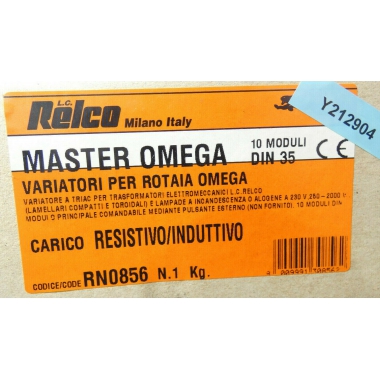 L.C.
Relco Milano Italy
Y212904
MASTER OMEGA 10 MODULI DIN 35 CE
VARIATORI PER ROTAIA OMEGA
VARIATORE A TRIAC PER TRASFORMATORI ELETTROMECCANICI L.C.RELCO
(LAMELLARI COMPATTI E TOROIDALI) E LAMPADE A INCANDESCENZA O ALOGENE A 230 V.250 - 2000
MODULO PRINCIPALE COMANDABILE MEDIANTE PULSANTE ESTERNO (NON FORNITO). 10 MODULI DIN
CARICO RESISTIVO/INDUTTIVO
CODICE/CODE RN0856 N.1 Kg.